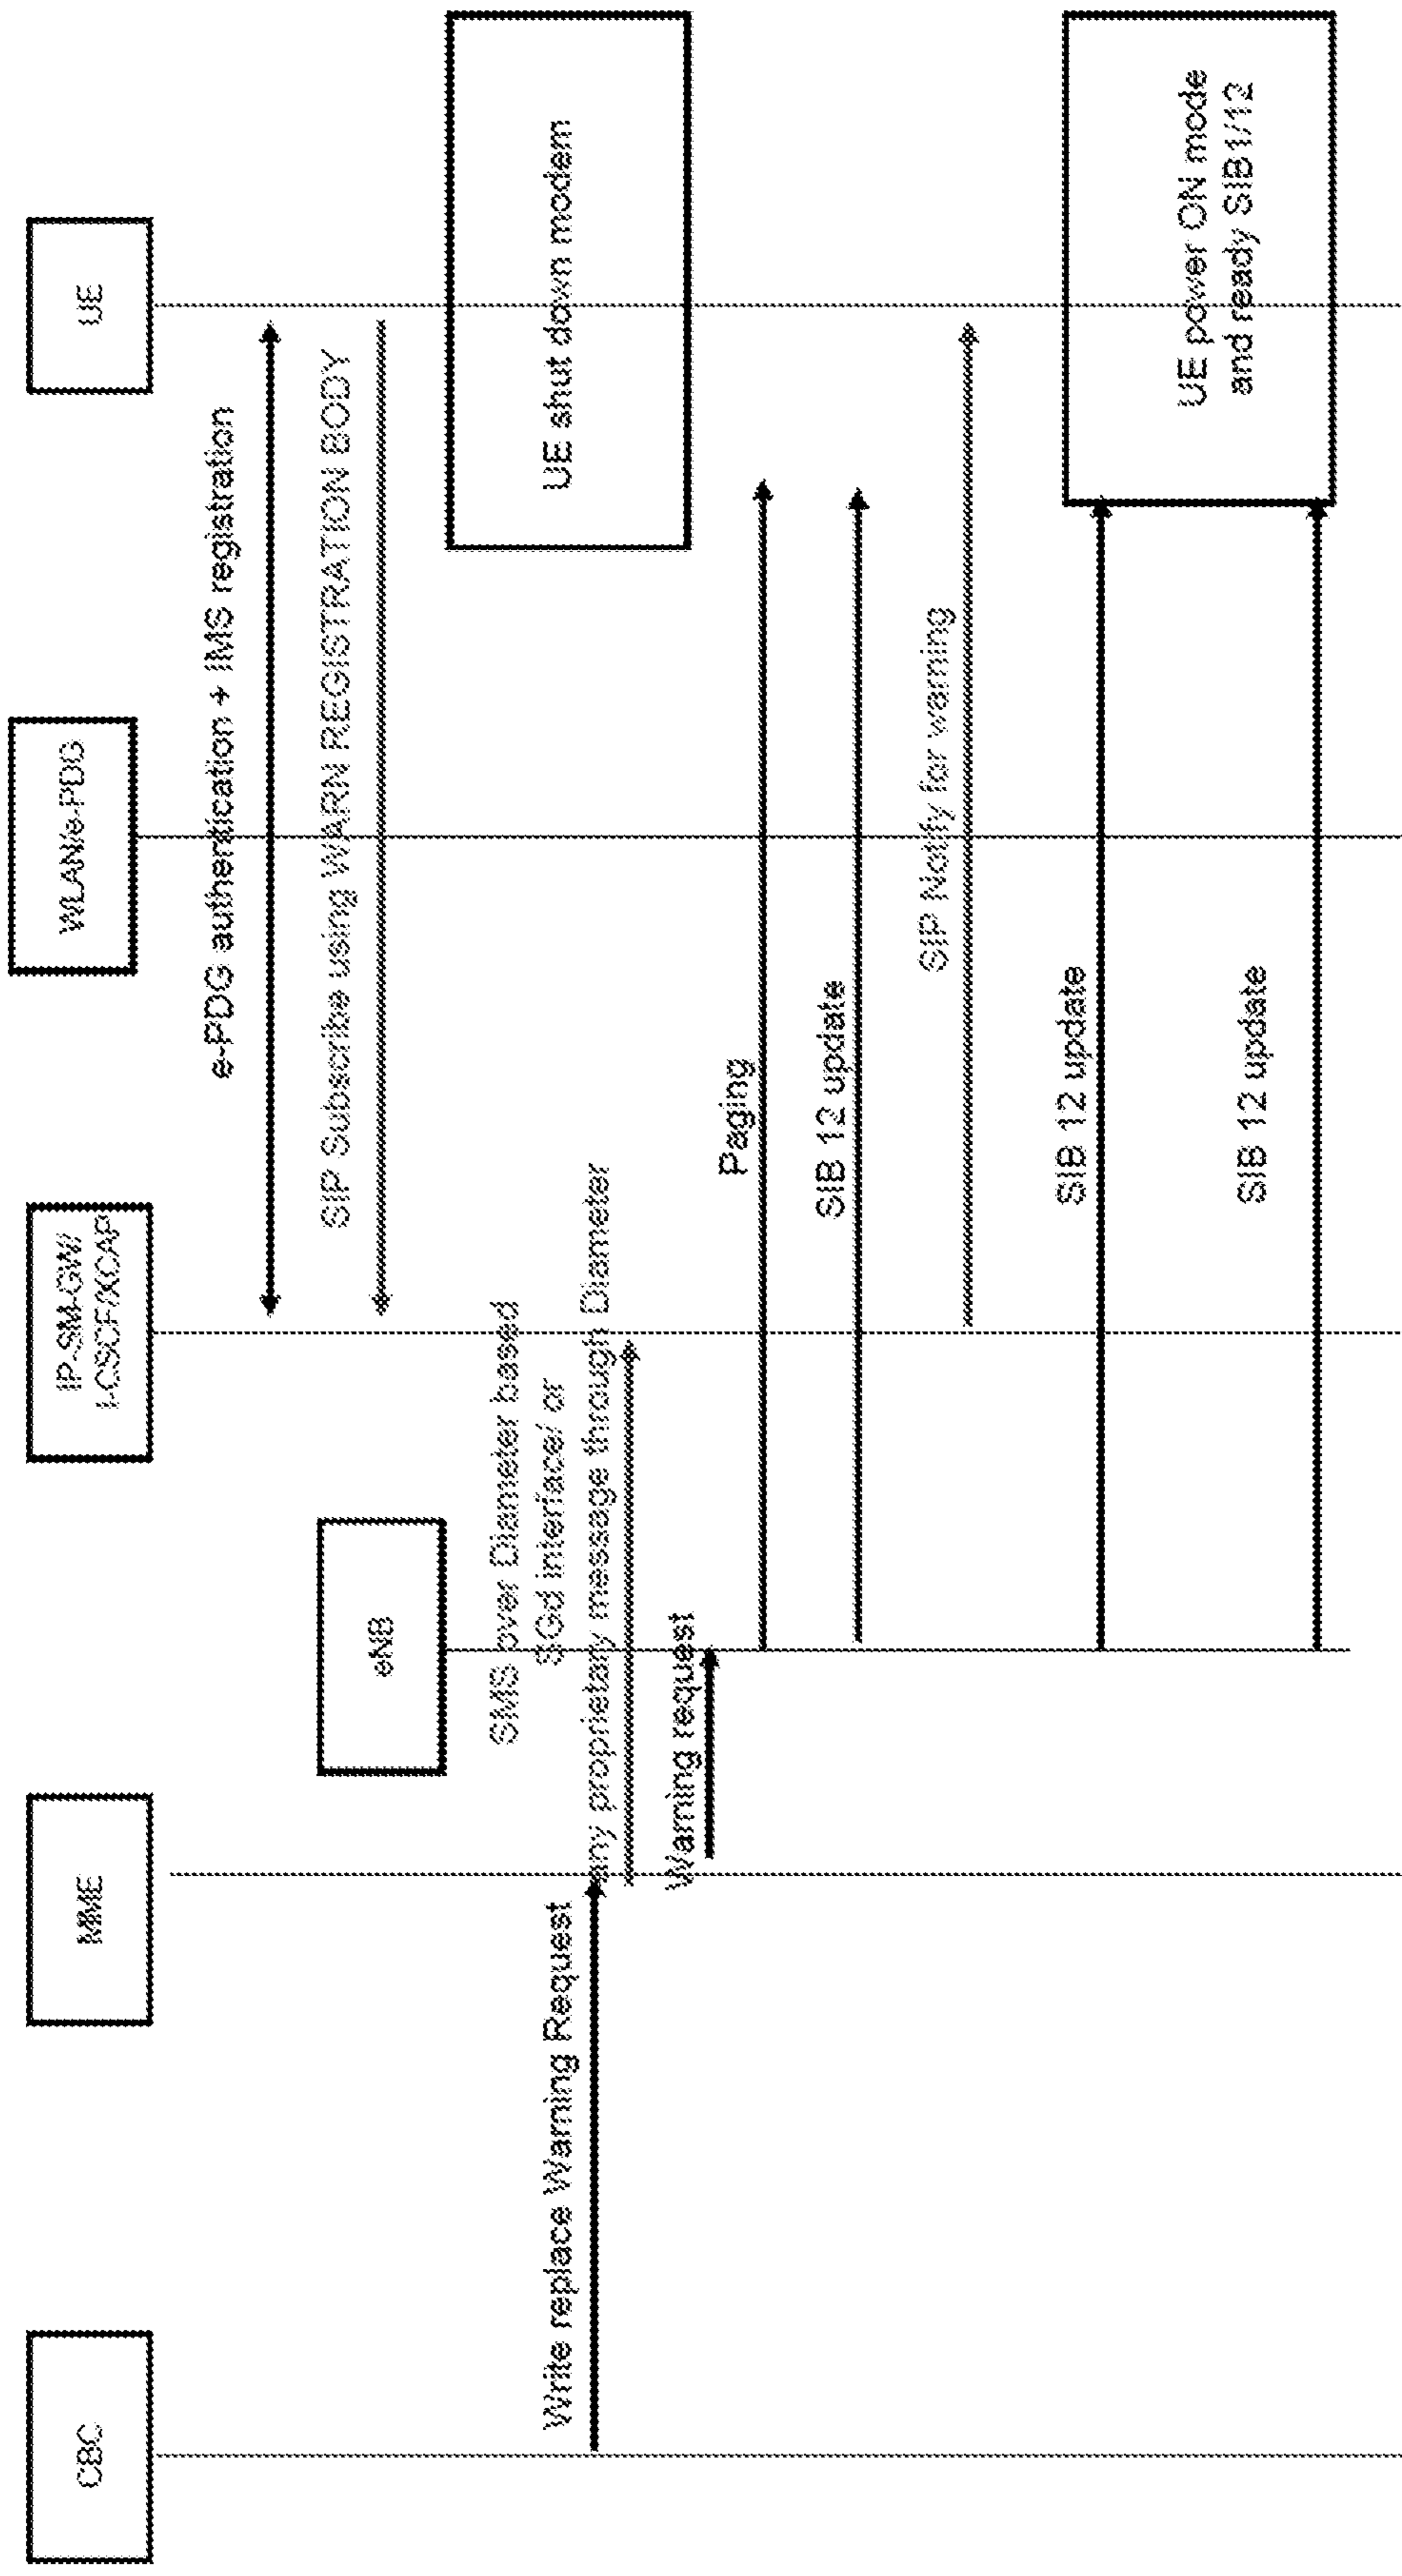 CBC
MME
eNB
IP-SM-GW/
I-CSCF/XCAP
WLAN/e-PDG
UE
e-PDG authentication + IMS registration
SIP Subscribe using WARN REGISTRATION BODY
UE shut down modem
Write replace Warning Request
SMS over Diameter based
SGd interface/ or
any proprietary message through Diameter
Warning request
Paging
SIB 12 update
SIP Notify for warning
SIB 12 update
UE power ON mode
and ready SIB1/12
SIB 12 update